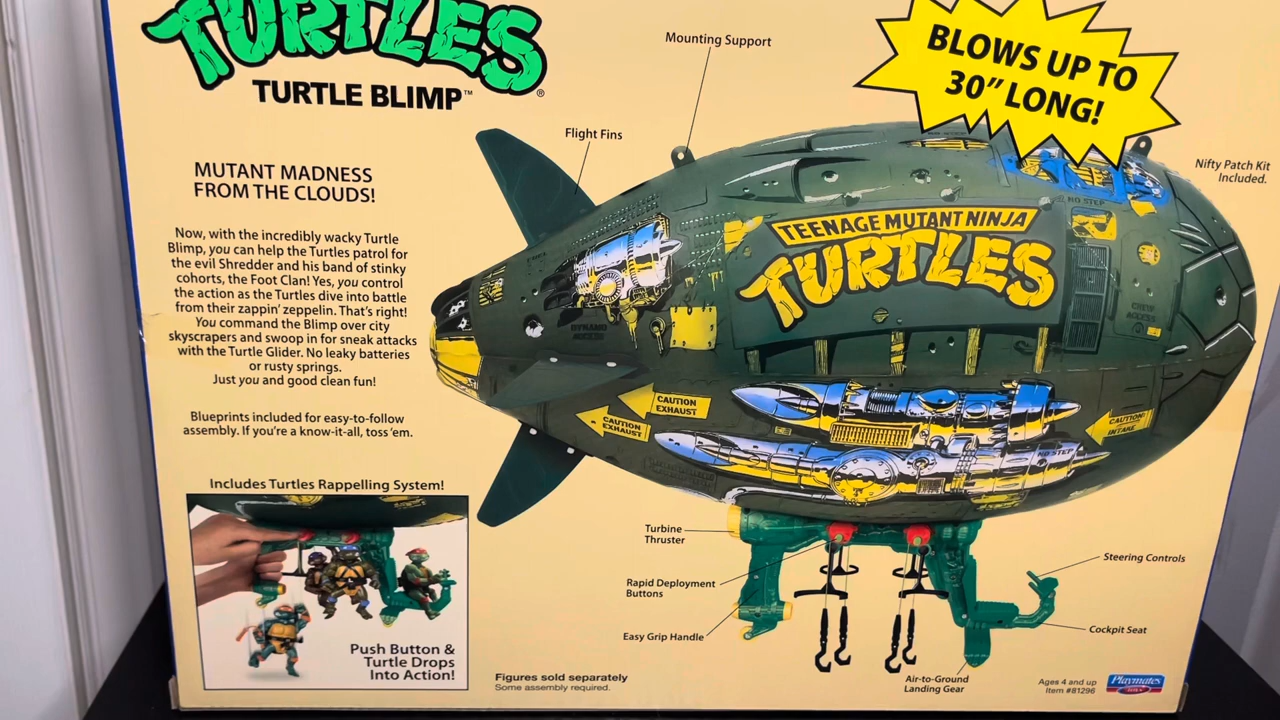 TURTLES®
TURTLE BLIMP™
BLOWS UP TO
30" LONG!
Mounting Support
Flight Fins
Nifty Patch Kit
Included.
MUTANT MADNESS
FROM THE CLOUDS!
Now, with the incredibly wacky Turtle
Blimp, you can help the Turtles patrol for
the evil Shredder and his band of stinky
cohorts, the Foot Clan! Yes, you control
the action as the Turtles dive into battle
from their zappin' zeppelin. That's right!
You command the Blimp over city
skyscrapers and swoop in for sneak attacks
with the Turtle Glider. No leaky batteries
or rusty springs.
Just you and good clean fun!
Blueprints included for easy-to-follow
assembly. If you're a know-it-all, toss 'em.
NO STEP
TEENAGE MUTANT NINJA
TURTLES
DYNAMO
ACCESS
CREW
ACCESS
CAUTION
EXHAUST
CAUTION
EXHAUST
CAUTION
INTAKE
NO STEP
Includes Turtles Rappelling System!
Push Button &
Turtle Drops
Into Action!
Turbine
Thruster
Rapid Deployment
Buttons
Easy Grip Handle
Steering Controls
Cockpit Seat
Air-to-Ground
Landing Gear
Figures sold separately
Some assembly required.
Ages 4 and up
Item #81296
Playmates